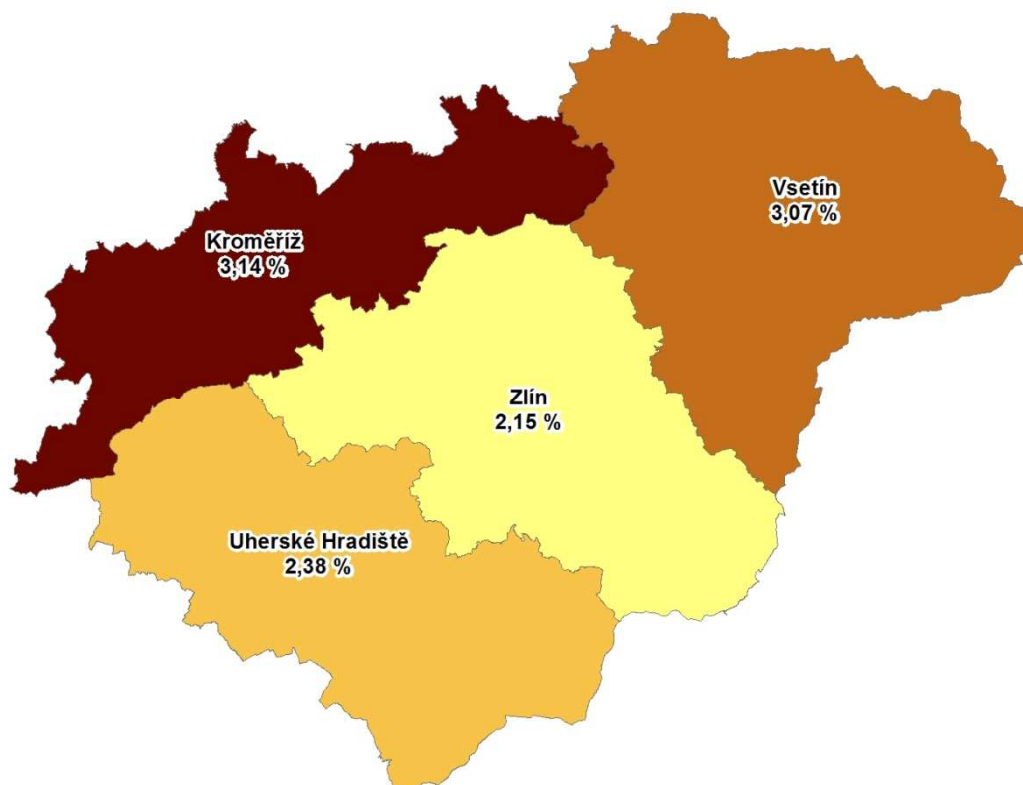 Vsetín
3,07 %
Kroměříž
3,14 %
Zlín
2,15 %
Uherské Hradiště
2,38 %